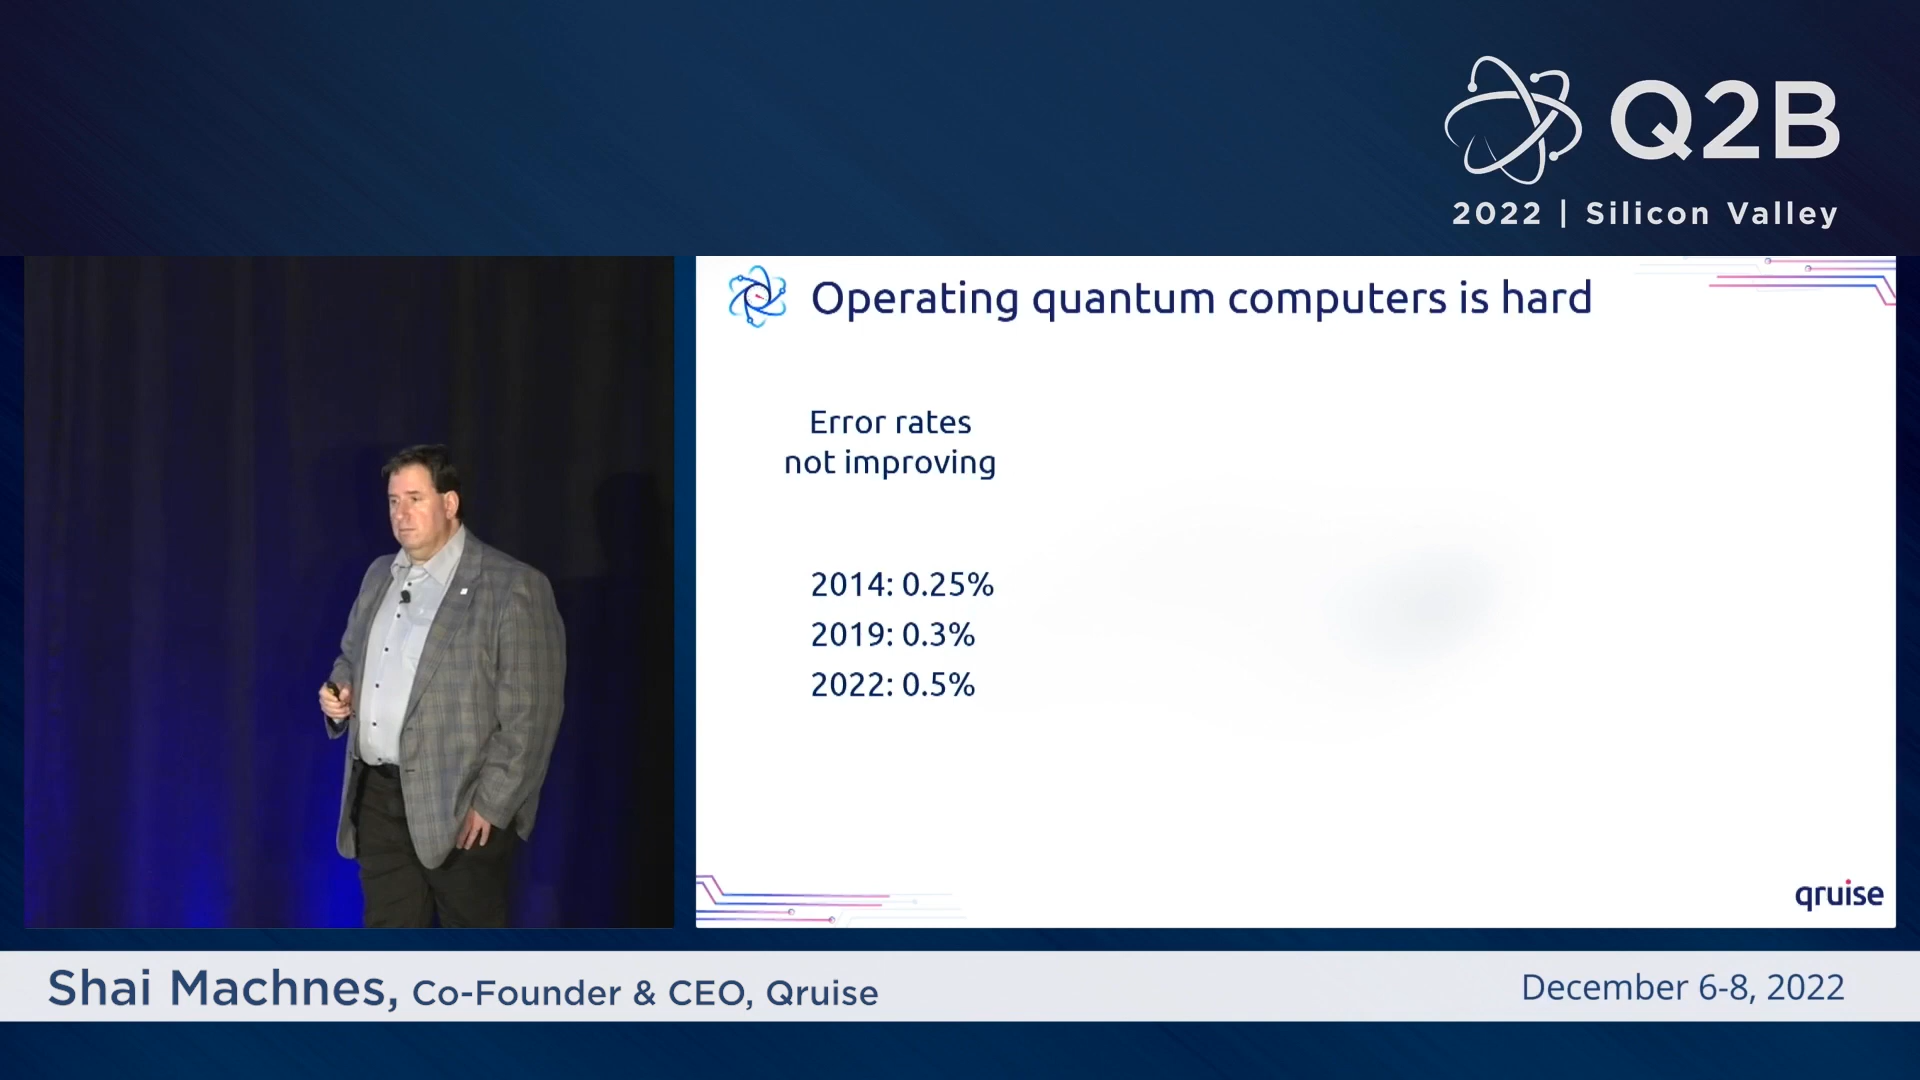 Q2B
2022 | Silicon Valley
Operating quantum computers is hard
Error rates
not improving
2014: 0.25%
2019: 0.3%
2022: 0.5%
qruise
Shai Machnes, Co-Founder & CEO, Qruise
December 6-8, 2022